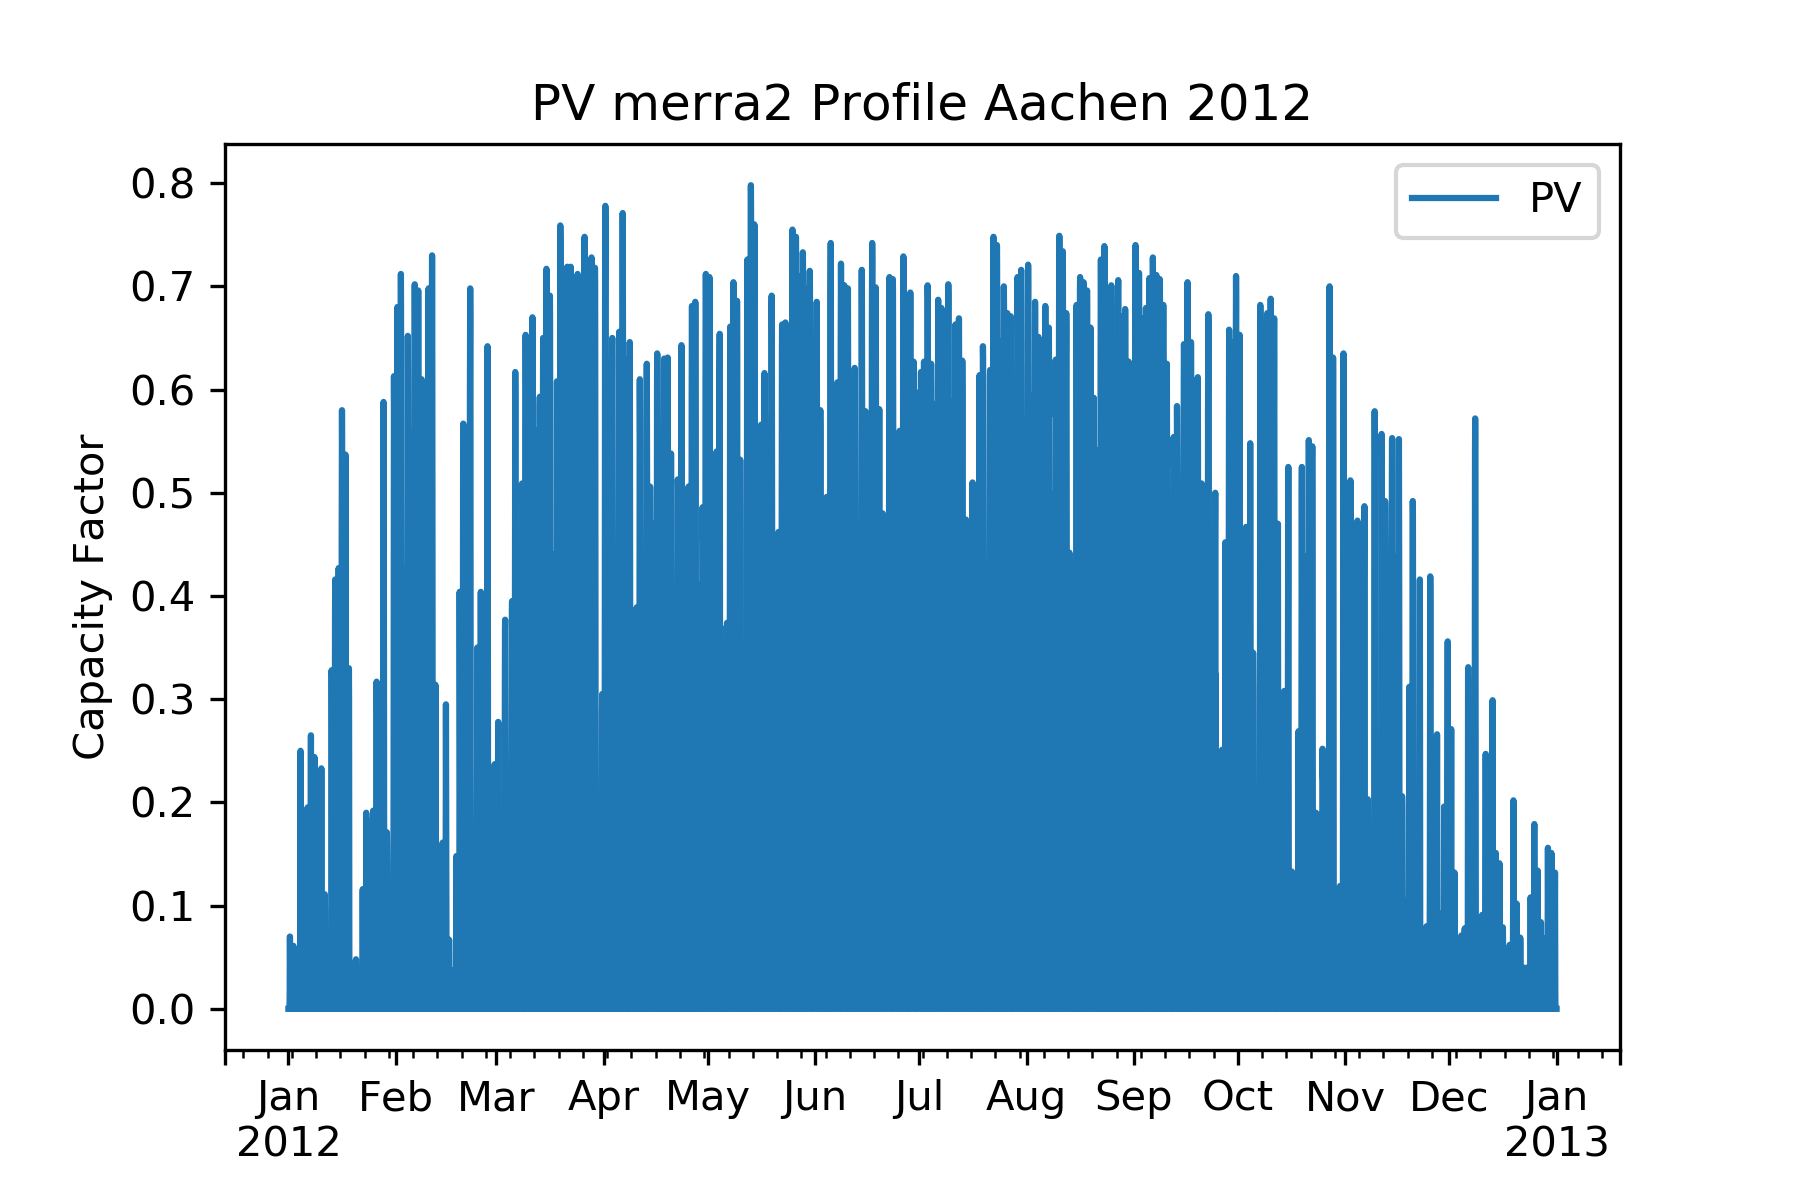 PV merra2 Profile Aachen 2012
PV
Capacity Factor
0.8
0.7
0.6
0.5
0.4
0.3
0.2
0.1
0.0
Jan Feb Mar Apr May Jun Jul Aug Sep Oct Nov Dec Jan
2012 2013